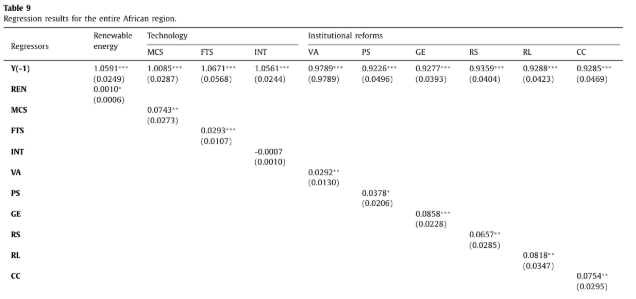 Table 9
Regression results for the entire African region.
Regressors Renewable energy Technology Institutional reforms
MCS FTS INT VA PS GE RS RL CC
Y(-1) 1.0591*** 1.0085*** 1.0671*** 1.0561*** 0.9789*** 0.9226*** 0.9277*** 0.9359*** 0.9288*** 0.9285***
(0.0249) (0.0287) (0.0568) (0.0244) (0.9789) (0.0496) (0.0393) (0.0404) (0.0423) (0.0469)
REN 0.0010*
(0.0006)
MCS 0.0743**
(0.0273)
FTS 0.0293***
(0.0107)
INT -0.0007
(0.0010)
VA 0.0292**
(0.0130)
PS 0.0378*
(0.0206)
GE 0.0858***
(0.0228)
RS 0.0657**
(0.0285)
RL 0.0818**
(0.0347)
CC 0.0754**
(0.0295)